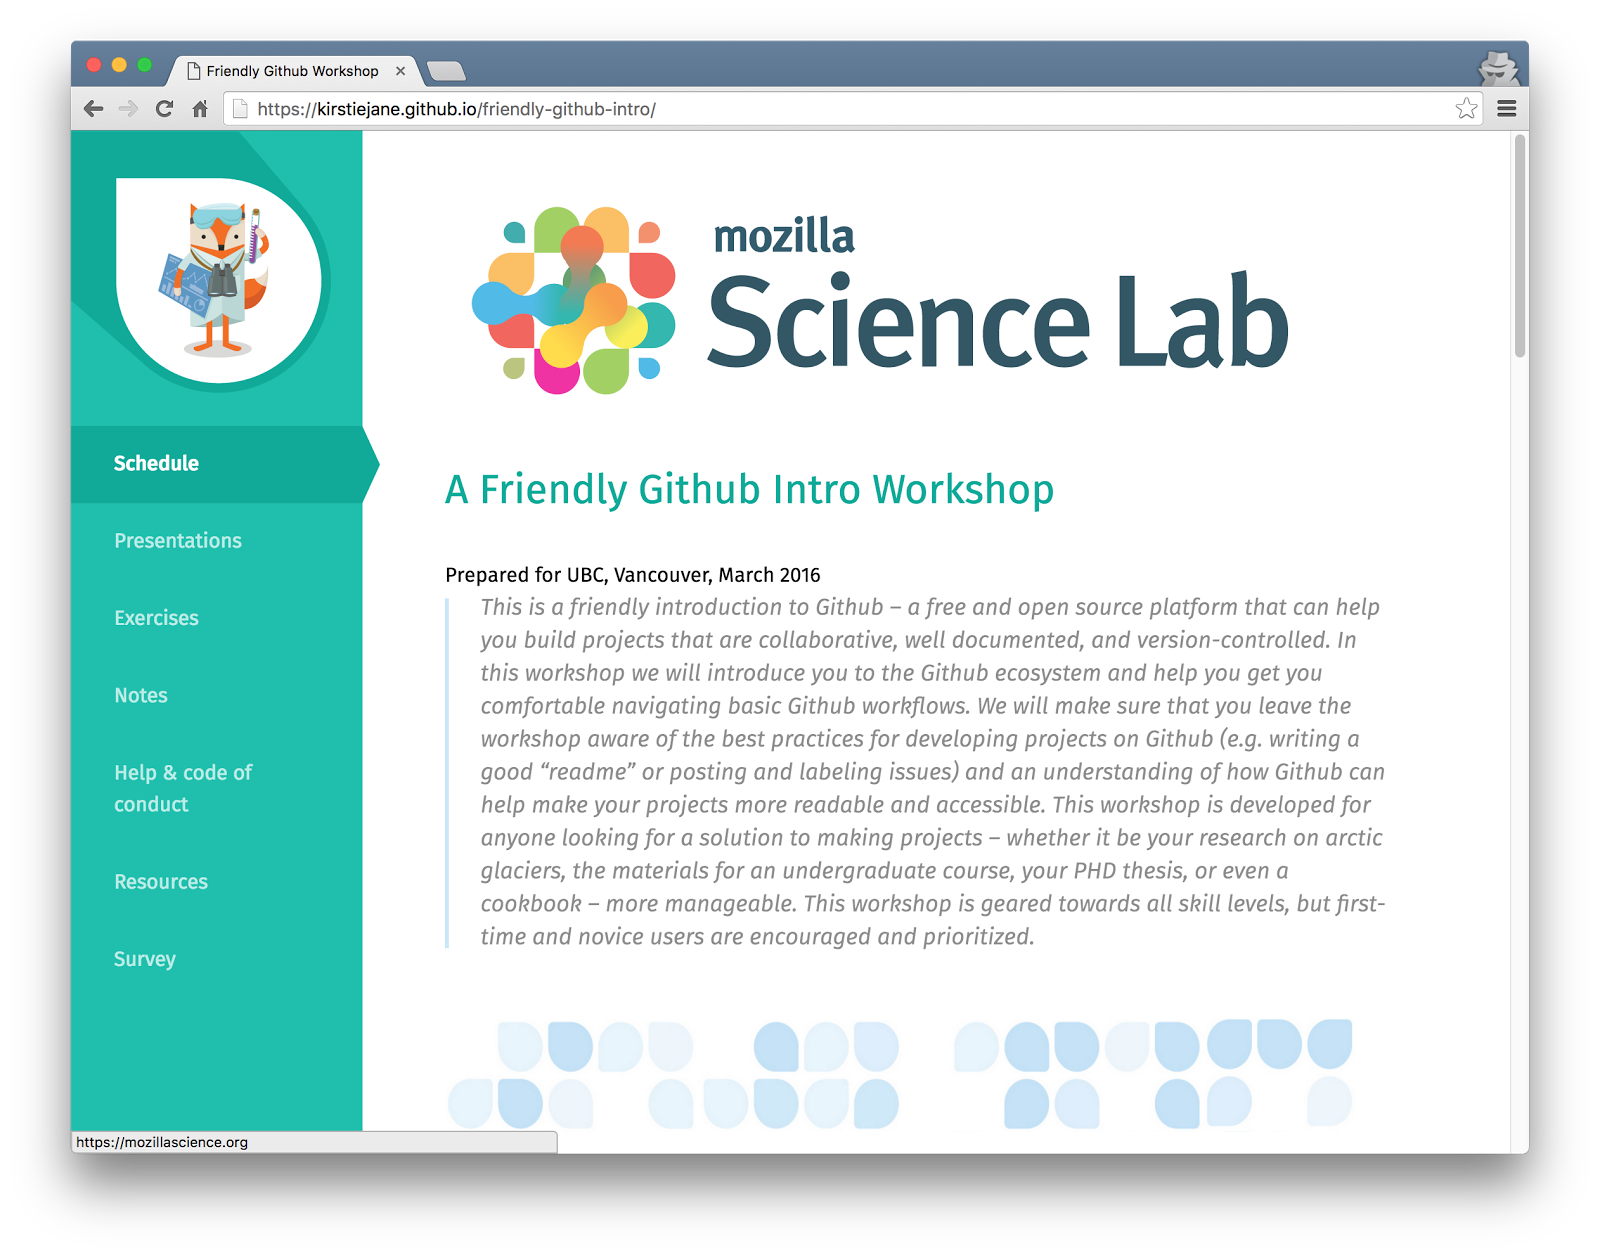 Friendly Github Workshop
https://kirstiejane.github.io/friendly-github-intro/
mozilla
Science Lab
Schedule
Presentations
Exercises
Notes
Help & code of
conduct
Resources
Survey
A Friendly Github Intro Workshop
Prepared for UBC, Vancouver, March 2016
This is a friendly introduction to Github – a free and open source platform that can help
you build projects that are collaborative, well documented, and version-controlled. In
this workshop we will introduce you to the Github ecosystem and help you get you
comfortable navigating basic Github workflows. We will make sure that you leave the
workshop aware of the best practices for developing projects on Github (e.g. writing a
good “readme” or posting and labeling issues) and an understanding of how Github can
help make your projects more readable and accessible. This workshop is developed for
anyone looking for a solution to making projects – whether it be your research on arctic
glaciers, the materials for an undergraduate course, your PHD thesis, or even a
cookbook – more manageable. This workshop is geared towards all skill levels, but first-
time and novice users are encouraged and prioritized.
https://mozillascience.org